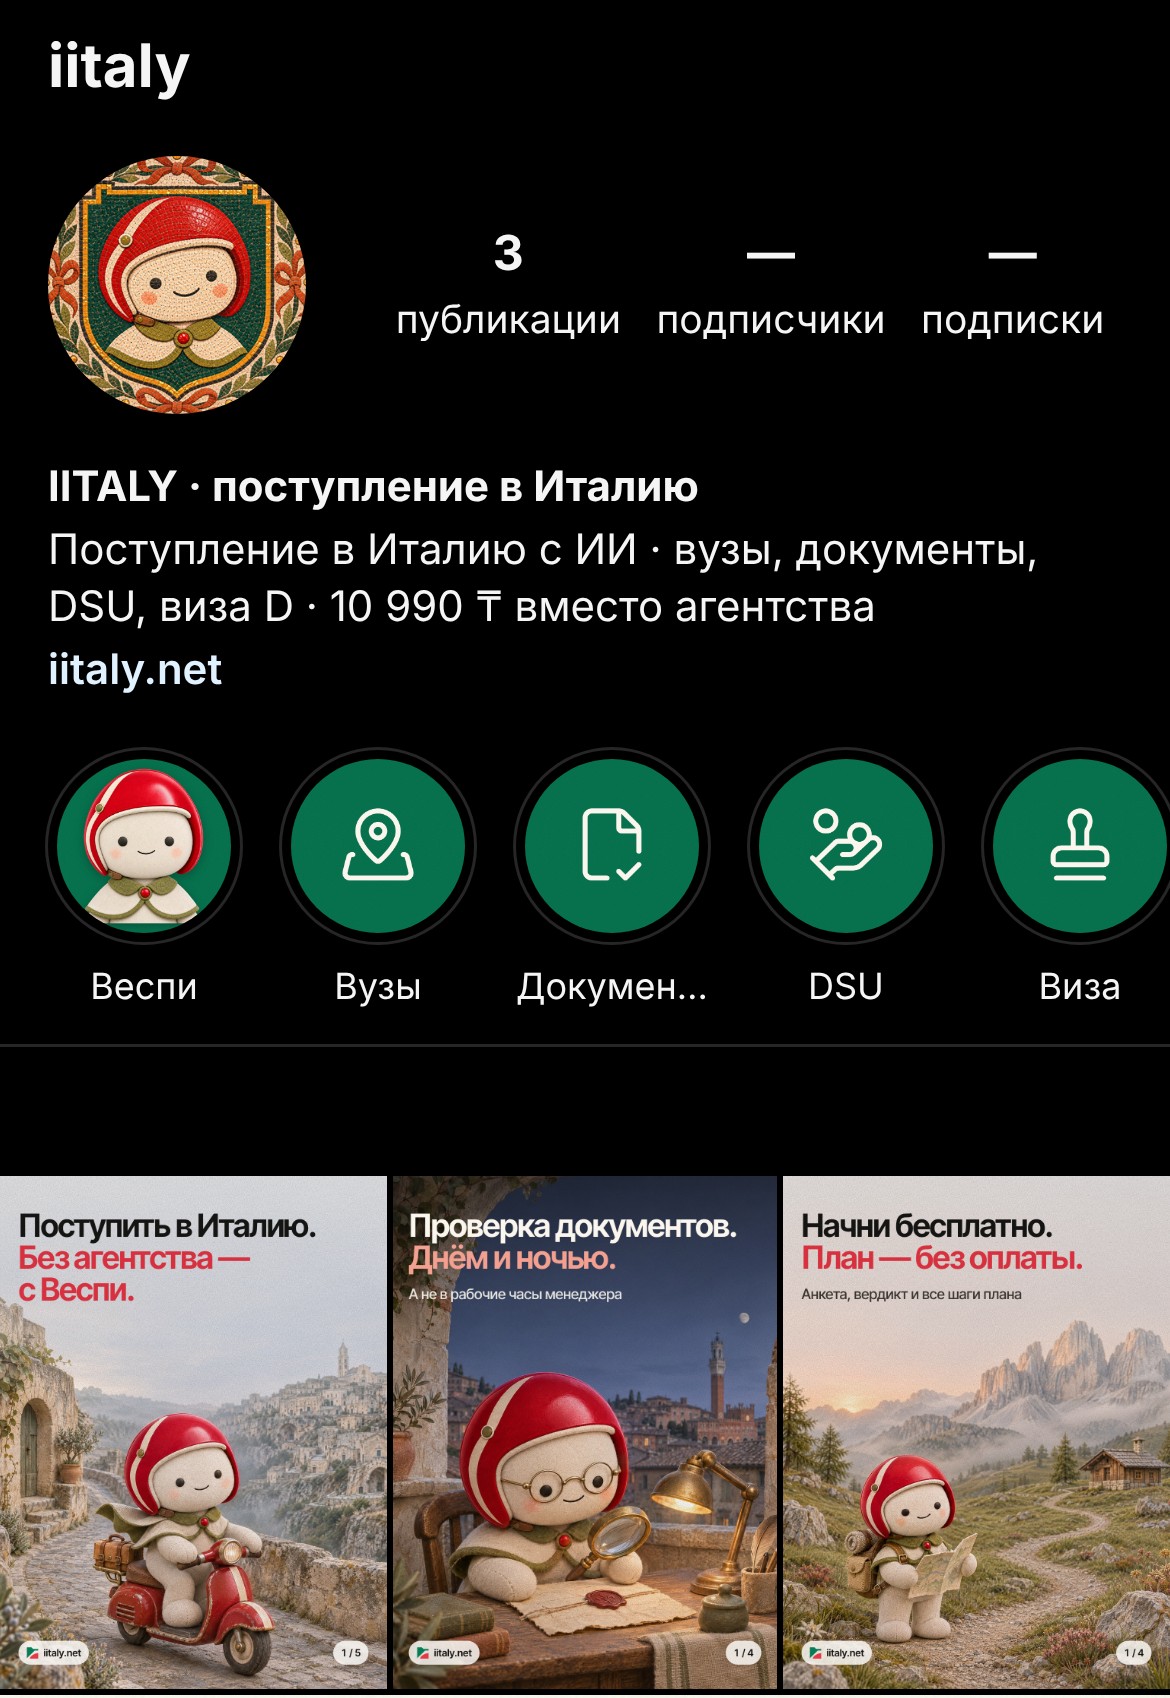 iitaly
3
публикации
—
подписчики
—
подписки
IITALY · поступление в Италию
Поступление в Италию с ИИ · вузы, документы,
DSU, виза D · 10 990 ₸ вместо агентства
iitaly.net
Веспи
Вузы
Докумен...
DSU
Виза
Поступить в Италию.
Без агентства —
с Веспи.
iitaly.net
1 / 5
Проверка документов.
Днём и ночью.
А не в рабочие часы менеджера
iitaly.net
1 / 4
Начни бесплатно.
План — без оплаты.
Анкета, вердикт и все шаги плана
iitaly.net
1 / 4